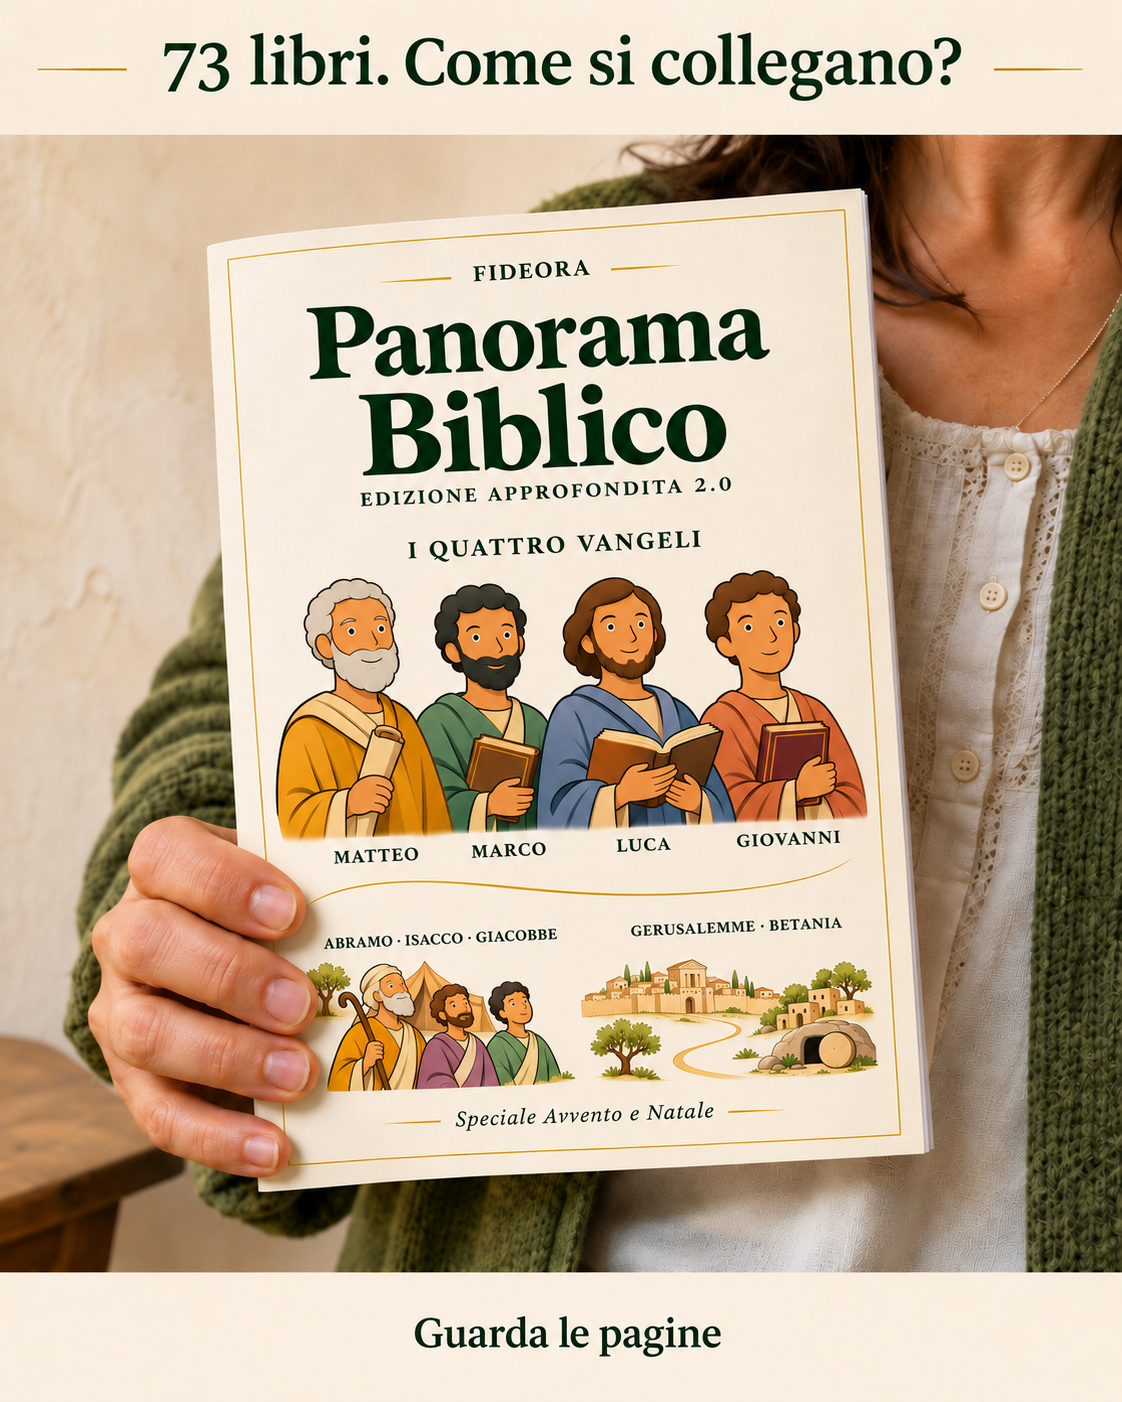 73 libri. Come si collegano?
FIDEORA
Panorama
Biblico
EDIZIONE APPROFONDITA 2.0
I QUATTRO VANGELI
MATTEO MARCO LUCA GIOVANNI
ABRAMO · ISACCO · GIACOBBE
GERUSALEMME · BETANIA
Speciale Avvento e Natale
Guarda le pagine